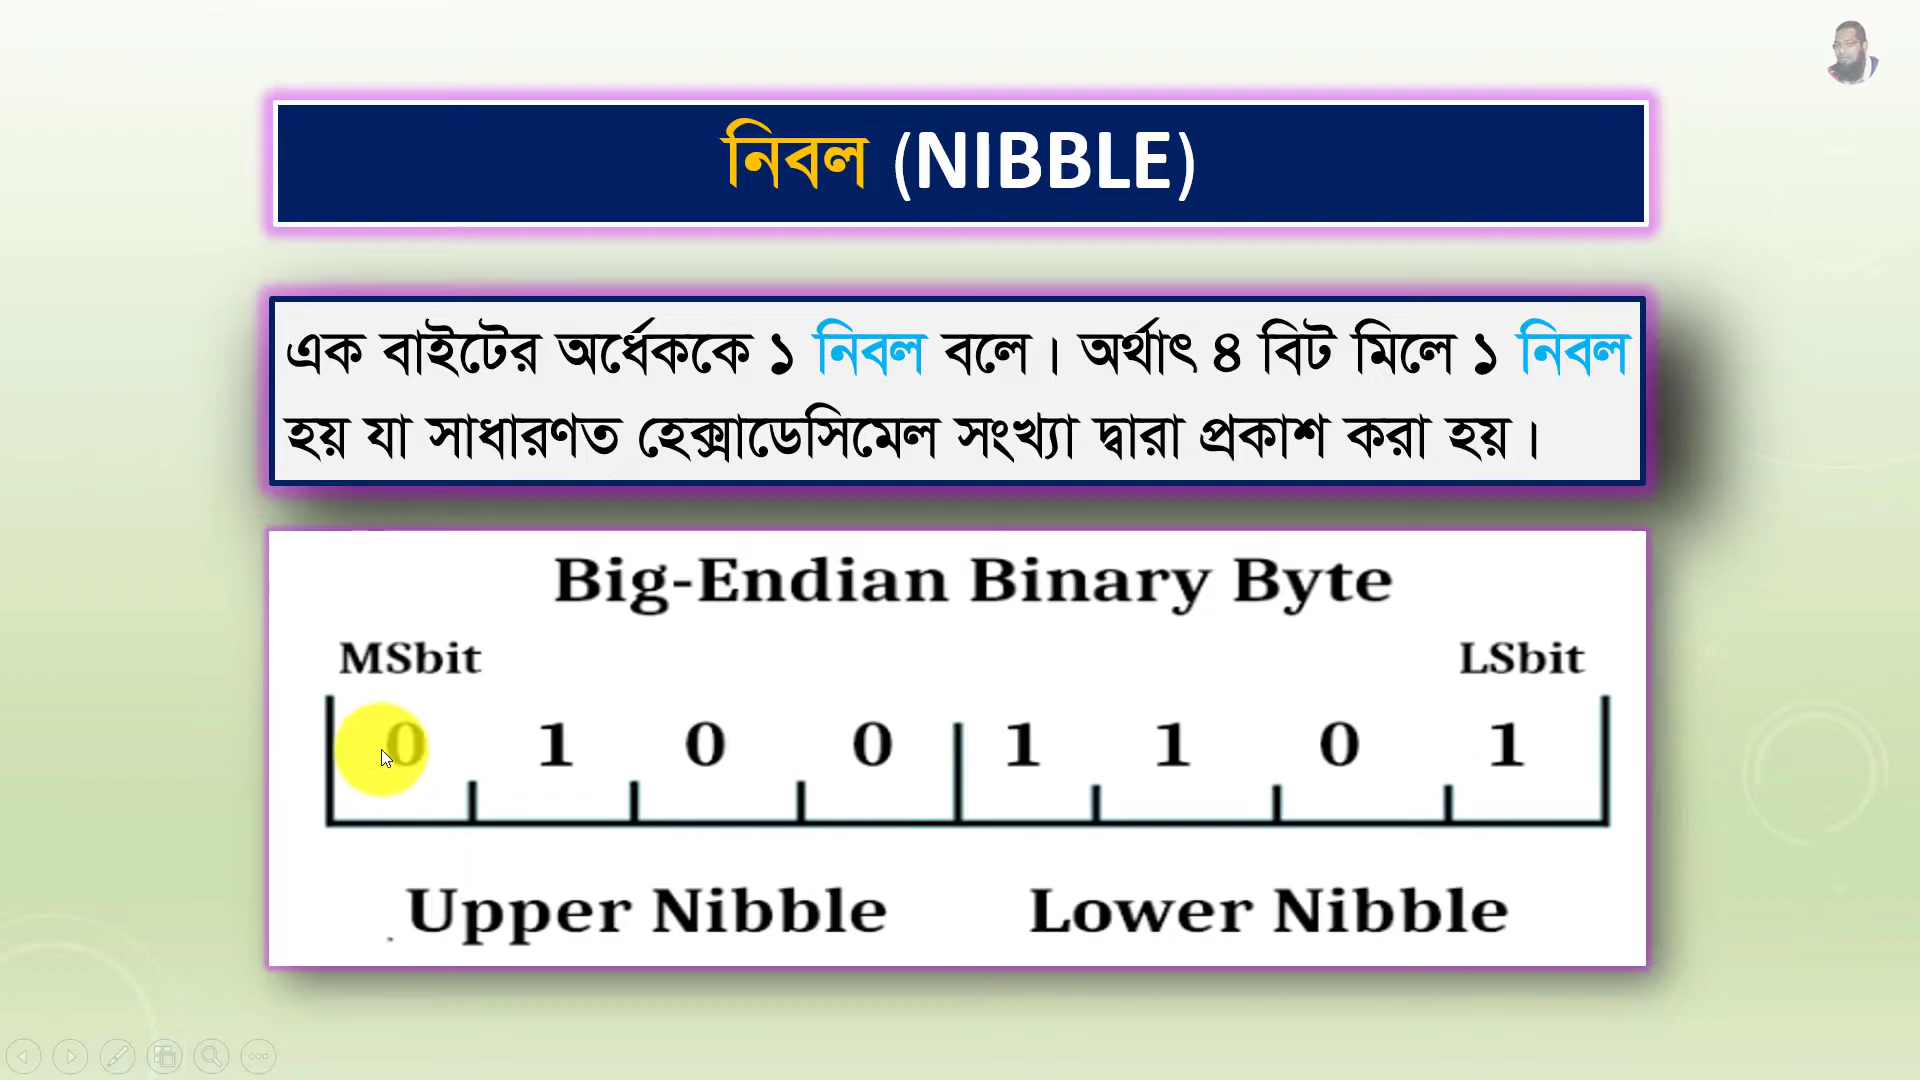 নিবল (NIBBLE)
এক বাইটের অর্ধেককে ১ নিবল বলে। অর্থাৎ ৪ বিট মিলে ১ নিবল
হয় যা সাধারণত হেক্সাডেসিমেল সংখ্যা দ্বারা প্রকাশ করা হয়।
Big-Endian Binary Byte
MSbit LSbit
0 1 0 0 1 1 0 1
Upper Nibble Lower Nibble